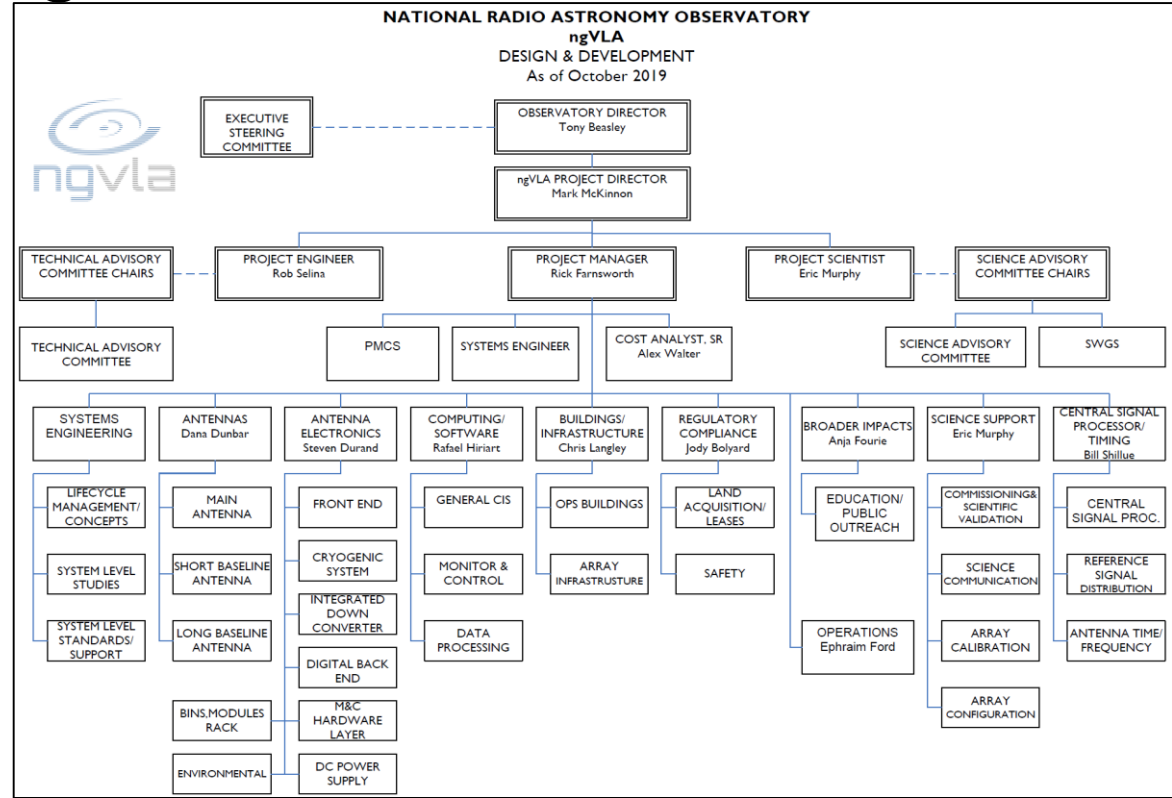 NATIONAL RADIO ASTRONOMY OBSERVATORY
ngVLA
DESIGN & DEVELOPMENT
As of October 2019
ngvla
EXECUTIVE
STEERING
COMMITTEE
OBSERVATORY DIRECTOR
Tony Beasley
ngVLA PROJECT DIRECTOR
Mark McKinnon
TECHNICAL ADVISORY
COMMITTEE CHAIRS
PROJECT ENGINEER
Rob Selina
PROJECT MANAGER
Rick Farnsworth
PROJECT SCIENTIST
Eric Murphy
SCIENCE ADVISORY
COMMITTEE CHAIRS
TECHNICAL ADVISORY
COMMITTEE
PMCS
SYSTEMS ENGINEER
COST ANALYST, SR
Alex Walter
SCIENCE ADVISORY
COMMITTEE
SWGS
SYSTEMS
ENGINEERING
ANTENNAS
Dana Dunbar
ANTENNA
ELECTRONICS
Steven Durand
COMPUTING/
SOFTWARE
Rafael Hiriart
BUILDINGS/
INFRASTRUCTURE
Chris Langley
REGULATORY
COMPLIANCE
Jody Bolyard
BROADER IMPACTS
Anja Fourie
SCIENCE SUPPORT
Eric Murphy
CENTRAL SIGNAL
PROCESSOR/
TIMING
Bill Shillue
LIFECYCLE
MANAGEMENT/
CONCEPTS
MAIN
ANTENNA
FRONT END
GENERAL CIS
OPS BUILDINGS
LAND
ACQUISITION/
LEASES
EDUCATION/
PUBLIC
OUTREACH
COMMISSIONING&
SCIENTIFIC
VALIDATION
CENTRAL
SIGNAL PROC.
SYSTEM LEVEL
STUDIES
SHORT BASELINE
ANTENNA
CRYOGENIC
SYSTEM
MONITOR &
CONTROL
ARRAY
INFRASTRUSTURE
SAFETY
SCIENCE
COMMUNICATION
REFERENCE
SIGNAL
DISTRIBUTION
SYSTEM LEVEL
STANDARDS/
SUPPORT
LONG BASELINE
ANTENNA
INTEGRATED
DOWN
CONVERTER
DATA
PROCESSING
OPERATIONS
Ephraim Ford
ARRAY
CALIBRATION
ANTENNA TIME/
FREQUENCY
DIGITAL BACK
END
BINS,MODULES
RACK
M&C
HARDWARE
LAYER
ARRAY
CONFIGURATION
ENVIRONMENTAL
DC POWER
SUPPLY